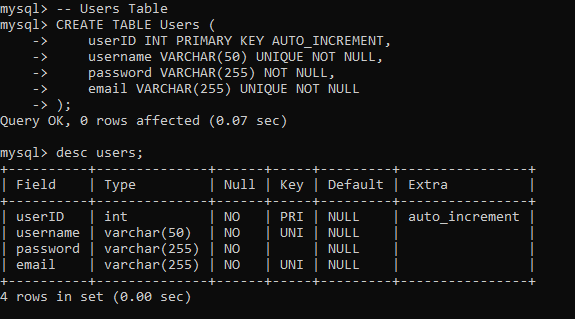 mysql> -- Users Table
mysql> CREATE TABLE Users (
    ->     userID INT PRIMARY KEY AUTO_INCREMENT,
    ->     username VARCHAR(50) UNIQUE NOT NULL,
    ->     password VARCHAR(255) NOT NULL,
    ->     email VARCHAR(255) UNIQUE NOT NULL
    -> );
Query OK, 0 rows affected (0.07 sec)

mysql> desc users;
+----------+--------------+------+-----+---------+----------------+
| Field    | Type         | Null | Key | Default | Extra          |
+----------+--------------+------+-----+---------+----------------+
| userID   | int          | NO   | PRI | NULL    | auto_increment |
| username | varchar(50)  | NO   | UNI | NULL    |                |
| password | varchar(255) | NO   |     | NULL    |                |
| email    | varchar(255) | NO   | UNI | NULL    |                |
+----------+--------------+------+-----+---------+----------------+
4 rows in set (0.00 sec)